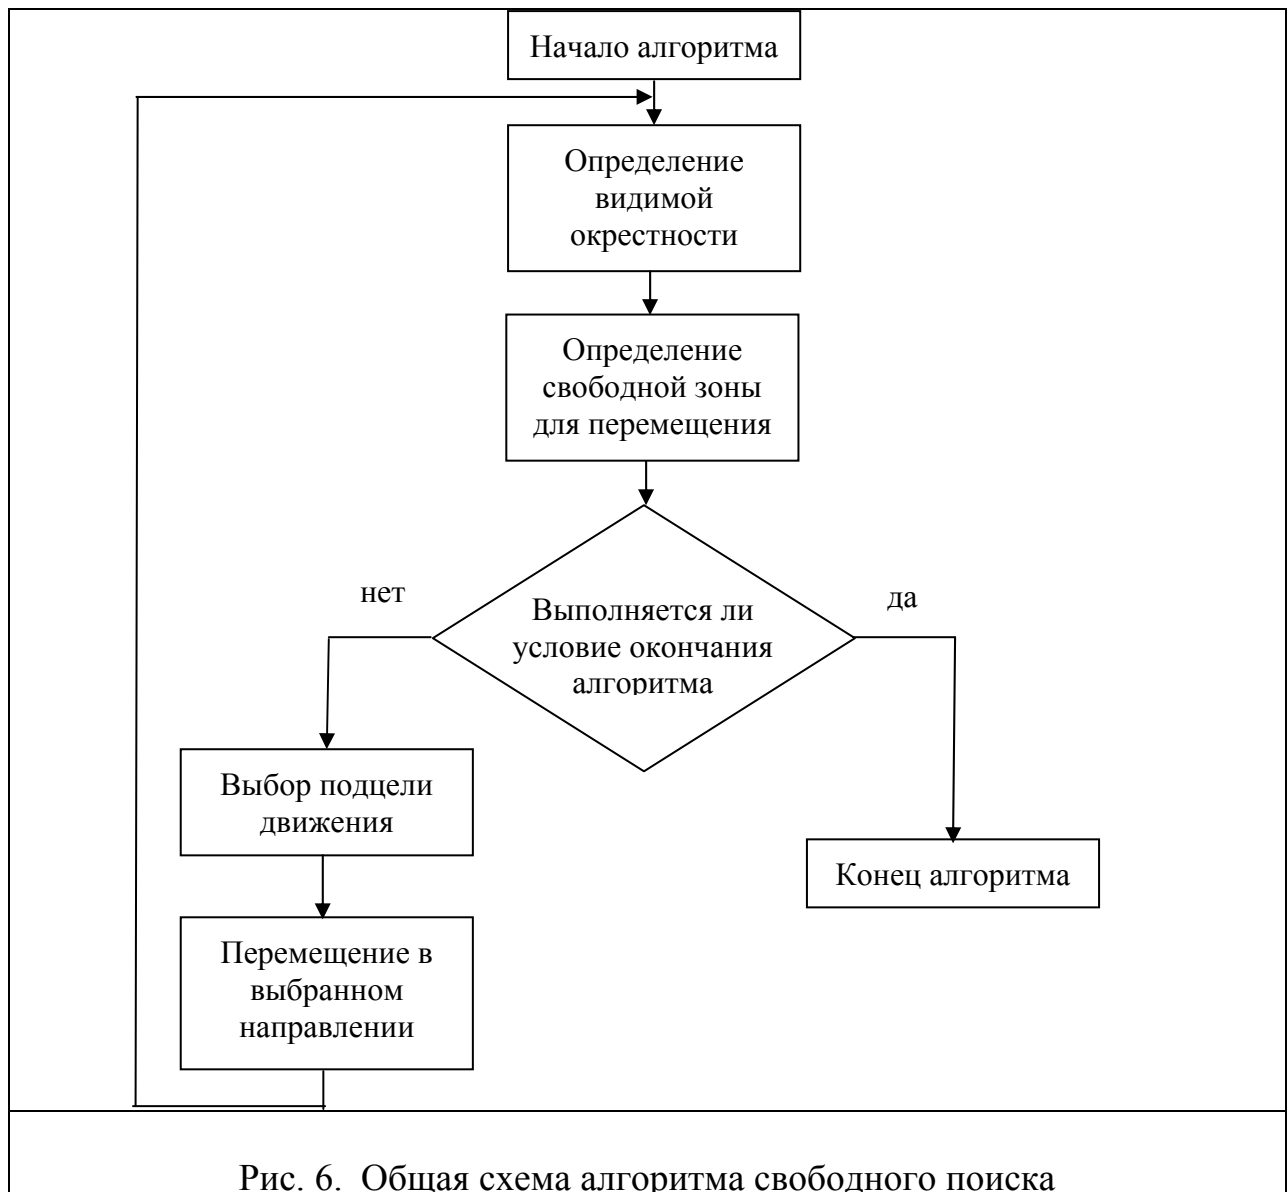 Начало алгоритма
Определение
видимой
окрестности
Определение
свободной зоны
для перемещения
нет
да
Выполняется ли
условие окончания
алгоритма
Выбор подцели
движения
Конец алгоритма
Перемещение в
выбранном
направлении
Рис. 6. Общая схема алгоритма свободного поиска